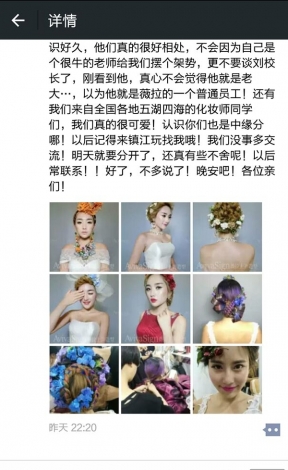 详情
识好久，他们真的很好相处，不会因为自己是
个很牛的老师给我们摆个架势，更不要谈刘校
长了，刚看到他，真心不会觉得他就是老
大…，以为他就是薇拉的一个普通员工！还有
我们来自全国各地五湖四海的化妆师同学
们，我们真的很可爱！认识你们也是中缘分
哪！以后记得来镇江玩找我哦！我们没事多交
流！明天就要分开了，还真有些不舍呢！以后
常联系！！好了，不多说了！晚安吧！各位亲
们！
昨天 22:20